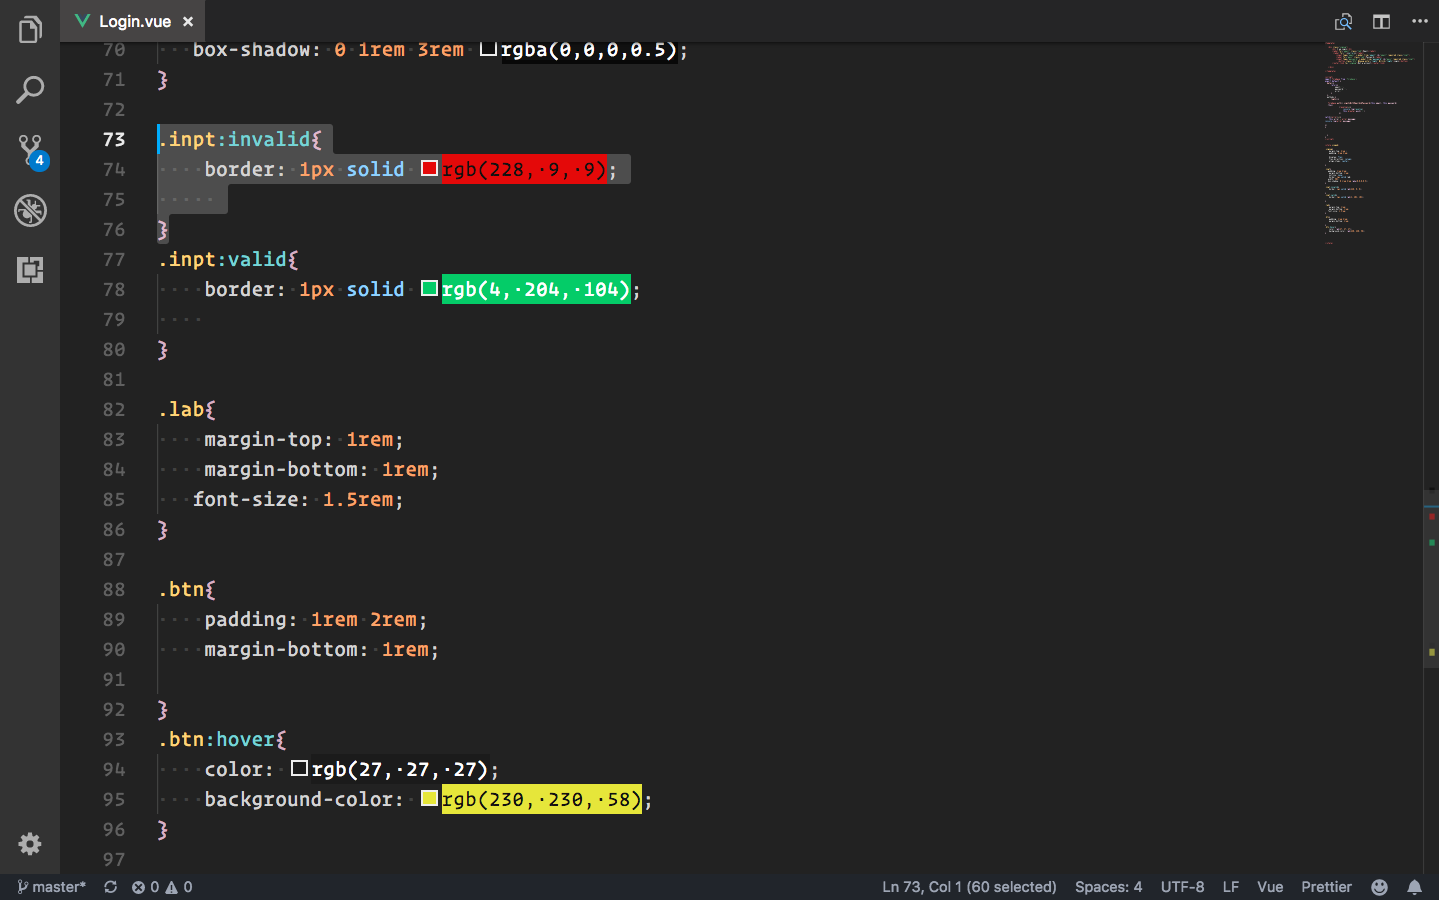 Login.vue ×
70 box-shadow: 0 1rem 3rem rgba(0,0,0,0.5);
71 }
72
73 .inpt:invalid{
74 border: 1px solid rgb(228, 9, 9);
75
76 }
77 .inpt:valid{
78 border: 1px solid rgb(4, 204, 104);
79
80 }
81
82 .lab{
83 margin-top: 1rem;
84 margin-bottom: 1rem;
85 font-size: 1.5rem;
86 }
87
88 .btn{
89 padding: 1rem 2rem;
90 margin-bottom: 1rem;
91
92 }
93 .btn:hover{
94 color: rgb(27, 27, 27);
95 background-color: rgb(230, 230, 58);
96 }
97
4
master* 0 0 Ln 73, Col 1 (60 selected) Spaces: 4 UTF-8 LF Vue Prettier